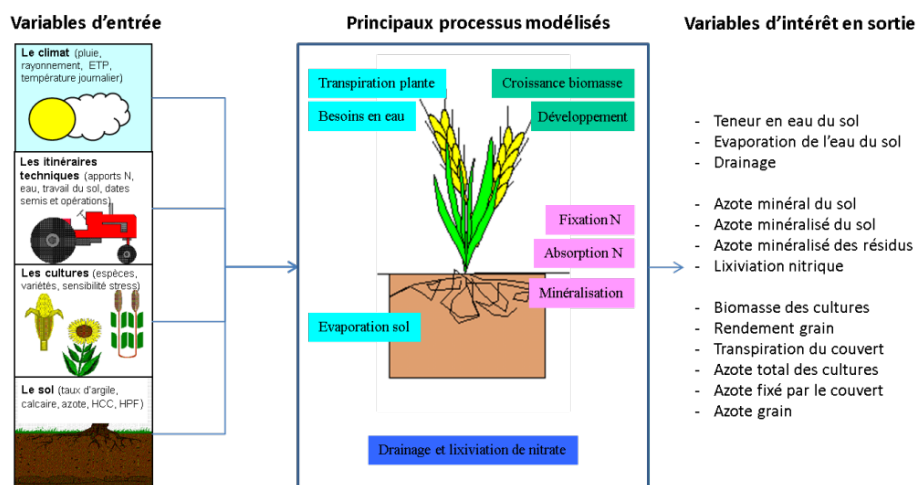 Variables d'entrée
Le climat (pluie,
rayonnement, ETP,
température journalier)
Les itinéraires
techniques (apports N,
eau, travail du sol, dates
semis et opérations)
Les cultures (espèces,
variétés, sensibilité stress)
Le sol (taux d'argile,
calcaire, azote, HCC, HPF)
Principaux processus modélisés
Transpiration plante
Croissance biomasse
Besoins en eau
Développement
Fixation N
Absorption N
Minéralisation
Evaporation sol
Drainage et lixiviation de nitrate
Variables d'intérêt en sortie
- Teneur en eau du sol
- Evaporation de l'eau du sol
- Drainage
- Azote minéral du sol
- Azote minéralisé du sol
- Azote minéralisé des résidus
- Lixiviation nitrique
- Biomasse des cultures
- Rendement grain
- Transpiration du couvert
- Azote total des cultures
- Azote fixé par le couvert
- Azote grain